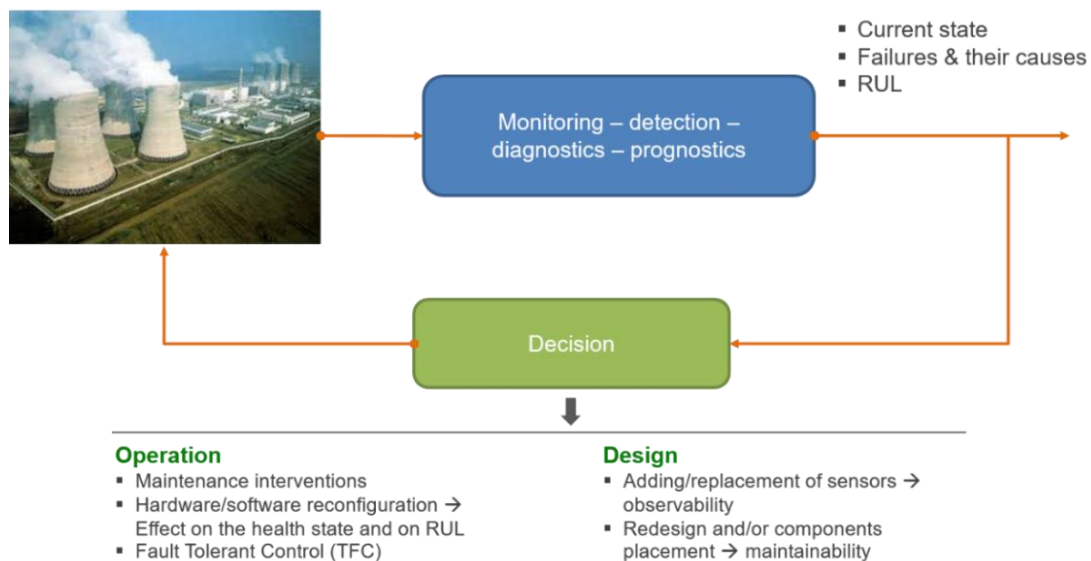 ▪ Current state
▪ Failures & their causes
▪ RUL
Monitoring – detection –
diagnostics – prognostics
Decision
Operation
▪ Maintenance interventions
▪ Hardware/software reconfiguration →
Effect on the health state and on RUL
▪ Fault Tolerant Control (TFC)
Design
▪ Adding/replacement of sensors →
observability
▪ Redesign and/or components
placement → maintainability